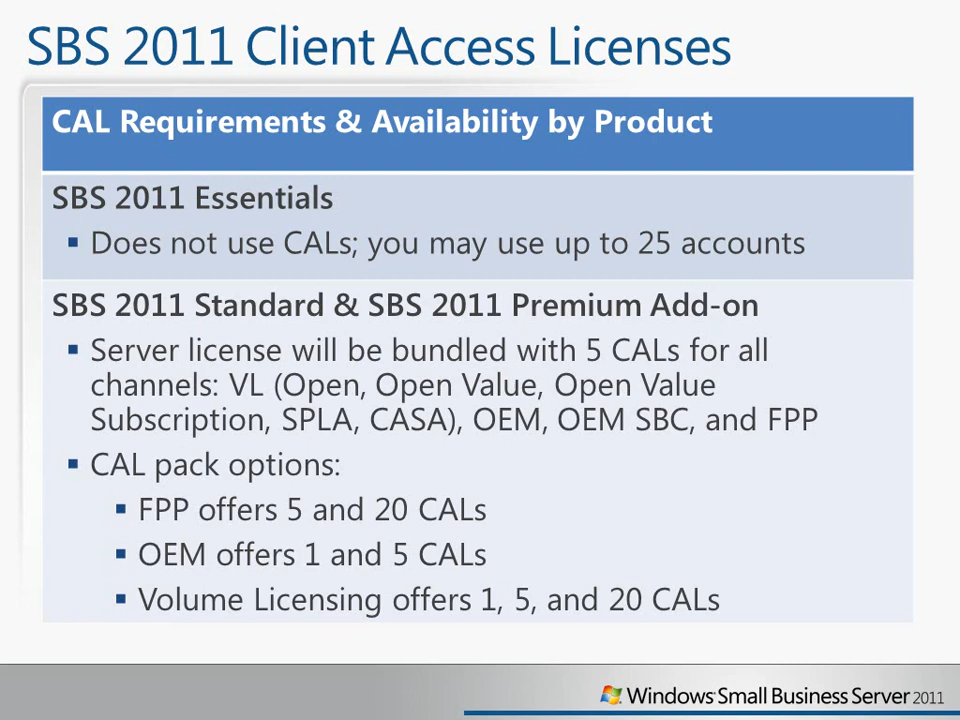 SBS 2011 Client Access Licenses
CAL Requirements & Availability by Product
SBS 2011 Essentials
▪ Does not use CALs; you may use up to 25 accounts
SBS 2011 Standard & SBS 2011 Premium Add-on
▪ Server license will be bundled with 5 CALs for all
channels: VL (Open, Open Value, Open Value
Subscription, SPLA, CASA), OEM, OEM SBC, and FPP
▪ CAL pack options:
▪ FPP offers 5 and 20 CALs
▪ OEM offers 1 and 5 CALs
▪ Volume Licensing offers 1, 5, and 20 CALs
Windows Small Business Server 2011